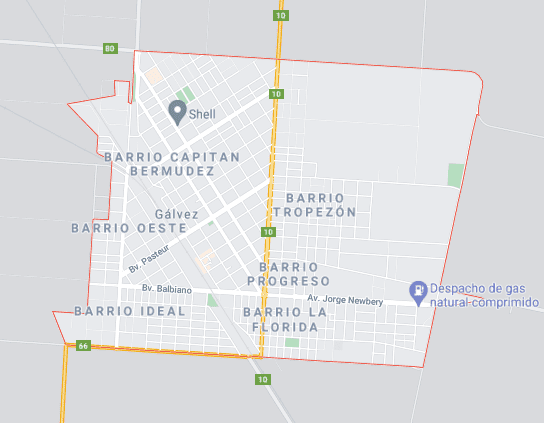 10
80
10
Shell
BARRIO CAPITAN
BERMUDEZ
BARRIO
TROPEZÓN
Gálvez
BARRIO OESTE
10
Bv. Pasteur
BARRIO
PROGRESO
Bv. Balbiano
Av. Jorge Newbery
Despacho de gas
natural comprimido
BARRIO IDEAL
BARRIO LA
FLORIDA
66
10